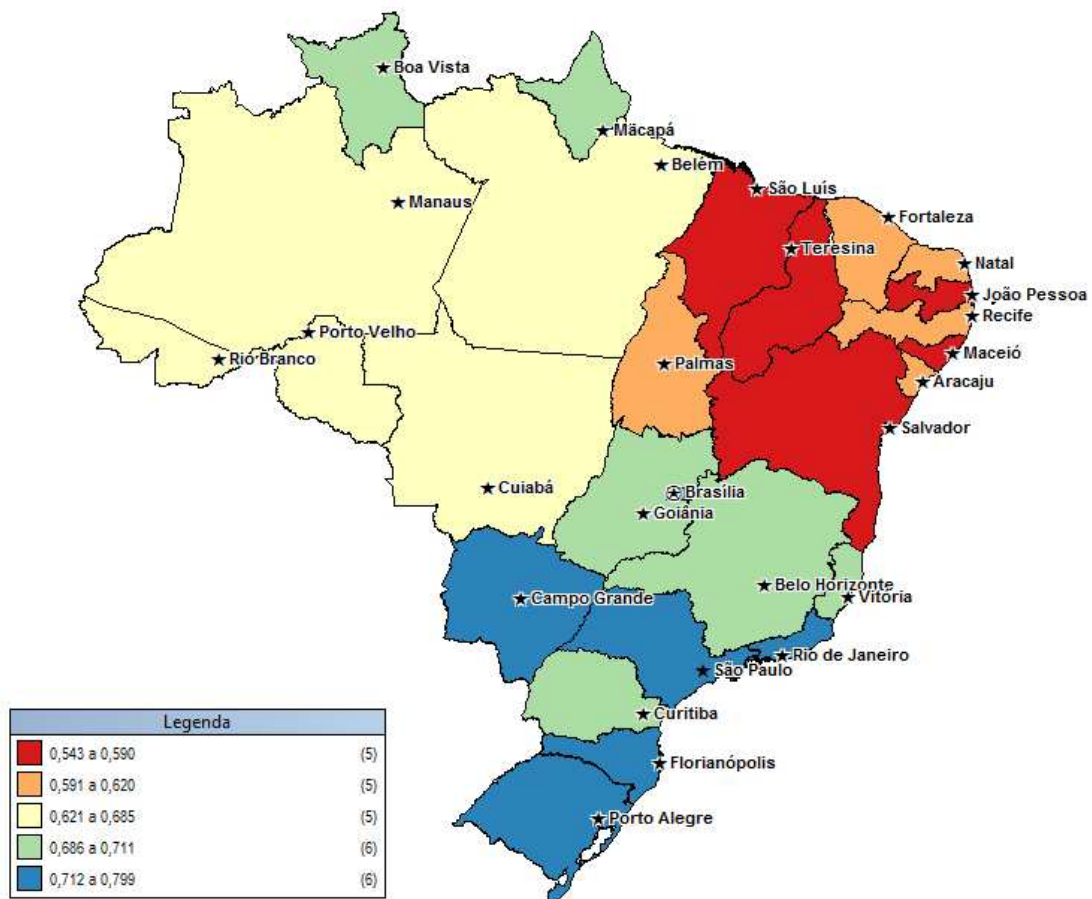 ★ Boa Vista
★ Mäcapá
★ Belém
★ São Luís
★ Manaus
★ Fortaleza
★ Teresina
★ Natal
★ João Pessoa
★ Recife
★ Porto Velho
★ Maceió
★ Rio Branco
★ Palmas
★ Aracaju
★ Salvador
★ Cuiabá
Brasília
★ Goiânia
★ Belo Horizonte
★ Vitória
★ Campo Grande
★ Rio de Janeiro
★ São Paulo
★ Curitiba
★ Florianópolis
★ Porto Alegre
Legenda
0,543 a 0,590 (5)
0,591 a 0,620 (5)
0,621 a 0,685 (5)
0,686 a 0,711 (6)
0,712 a 0,799 (6)